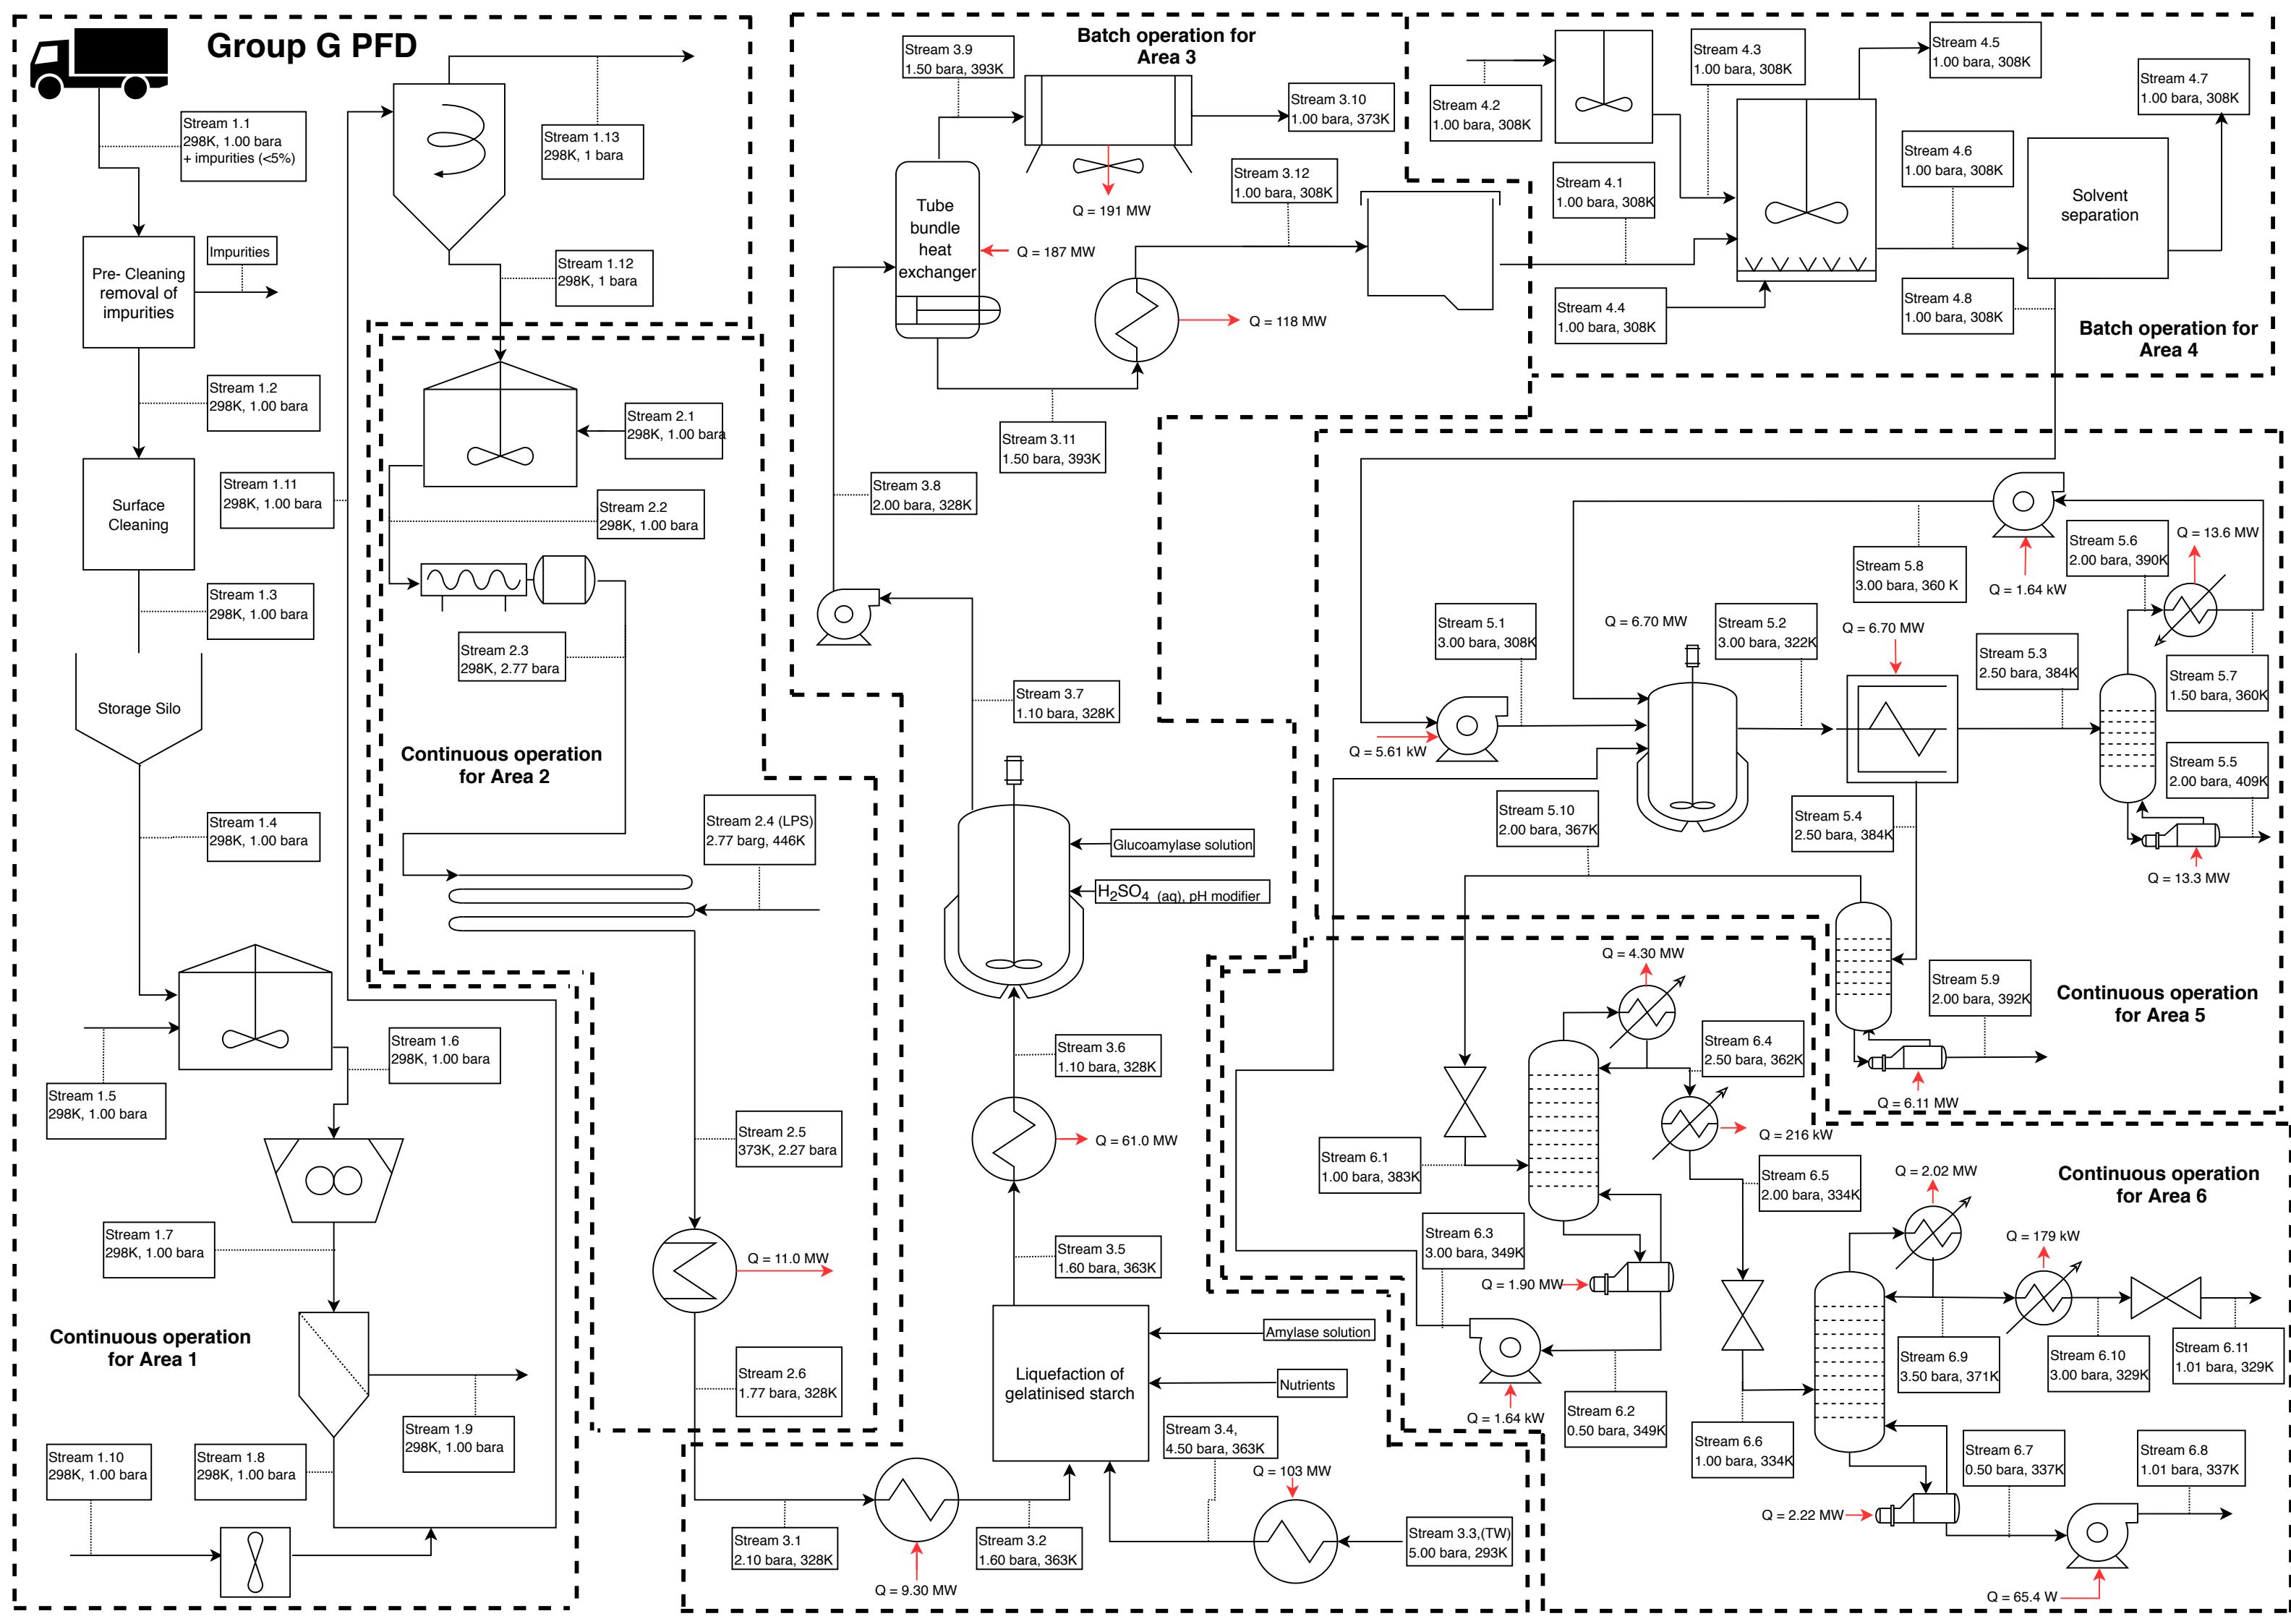 Group G PFD
Stream 1.1
298K, 1.00 bara
+ impurities (<5%)
Stream 1.13
298K, 1 bara
Pre- Cleaning
removal of
impurities
Impurities
Stream 1.12
298K, 1 bara
Stream 1.2
298K, 1.00 bara
Surface
Cleaning
Stream 1.11
298K, 1.00 bara
Stream 1.3
298K, 1.00 bara
Storage Silo
Stream 1.4
298K, 1.00 bara
Stream 1.5
298K, 1.00 bara
Stream 1.6
298K, 1.00 bara
Stream 1.7
298K, 1.00 bara
Continuous operation
for Area 1
Stream 1.10
298K, 1.00 bara
Stream 1.8
298K, 1.00 bara
Stream 1.9
298K, 1.00 bara
Stream 2.1
298K, 1.00 bara
Stream 2.2
298K, 1.00 bara
Stream 2.3
298K, 2.77 bara
Continuous operation
for Area 2
Stream 2.4 (LPS)
2.77 barg, 446K
Stream 2.5
373K, 2.27 bara
Q = 11.0 MW
Stream 2.6
1.77 bara, 328K
Batch operation for
Area 3
Stream 3.9
1.50 bara, 393K
Stream 3.10
1.00 bara, 373K
Q = 191 MW
Stream 3.12
1.00 bara, 308K
Tube
bundle
heat
exchanger
Q = 187 MW
Q = 118 MW
Stream 3.11
1.50 bara, 393K
Stream 3.8
2.00 bara, 328K
Stream 3.7
1.10 bara, 328K
Glucoamylase solution
H2SO4 (aq), pH modifier
Stream 3.6
1.10 bara, 328K
Q = 61.0 MW
Stream 3.5
1.60 bara, 363K
Liquefaction of
gelatinised starch
Amylase solution
Nutrients
Stream 3.4,
4.50 bara, 363K
Q = 103 MW
Stream 3.3,(TW)
5.00 bara, 293K
Stream 3.1
2.10 bara, 328K
Stream 3.2
1.60 bara, 363K
Q = 9.30 MW
Stream 4.2
1.00 bara, 308K
Stream 4.3
1.00 bara, 308K
Stream 4.5
1.00 bara, 308K
Stream 4.7
1.00 bara, 308K
Stream 4.1
1.00 bara, 308K
Stream 4.6
1.00 bara, 308K
Solvent
separation
Stream 4.4
1.00 bara, 308K
Stream 4.8
1.00 bara, 308K
Batch operation for
Area 4
Stream 5.8
3.00 bara, 360 K
Q = 1.64 kW
Stream 5.6
2.00 bara, 390K
Q = 13.6 MW
Stream 5.1
3.00 bara, 308K
Q = 6.70 MW
Stream 5.2
3.00 bara, 322K
Q = 6.70 MW
Stream 5.3
2.50 bara, 384K
Stream 5.7
1.50 bara, 360K
Q = 5.61 kW
Stream 5.5
2.00 bara, 409K
Stream 5.10
2.00 bara, 367K
Stream 5.4
2.50 bara, 384K
Q = 13.3 MW
Stream 5.9
2.00 bara, 392K
Continuous operation
for Area 5
Q = 6.11 MW
Q = 4.30 MW
Stream 6.4
2.50 bara, 362K
Q = 216 kW
Stream 6.1
1.00 bara, 383K
Stream 6.5
2.00 bara, 334K
Q = 2.02 MW
Continuous operation
for Area 6
Stream 6.3
3.00 bara, 349K
Q = 1.90 MW
Q = 179 kW
Stream 6.9
3.50 bara, 371K
Stream 6.10
3.00 bara, 329K
Stream 6.11
1.01 bara, 329K
Q = 1.64 kW
Stream 6.2
0.50 bara, 349K
Stream 6.6
1.00 bara, 334K
Stream 6.7
0.50 bara, 337K
Stream 6.8
1.01 bara, 337K
Q = 2.22 MW
Q = 65.4 W